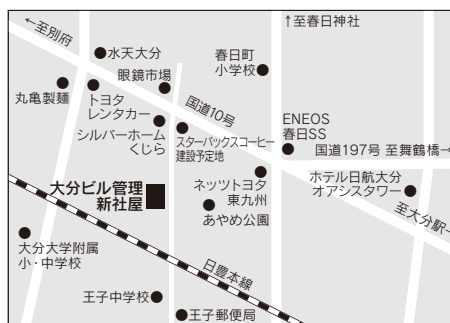 ←至別府
↑至春日神社
水天大分
春日町
小学校
眼鏡市場
丸亀製麺
トヨタ
レンタカー
国道10号
シルバーホーム
くじら
スターバックスコーヒー
建設予定地
ENEOS
春日SS
国道197号 至舞鶴橋→
大分ビル管理
新社屋
ネッツトヨタ
東九州
あやめ公園
ホテル日航大分
オアシスタワー
至大分駅→
大分大学附属
小・中学校
日豊本線
王子中学校
王子郵便局